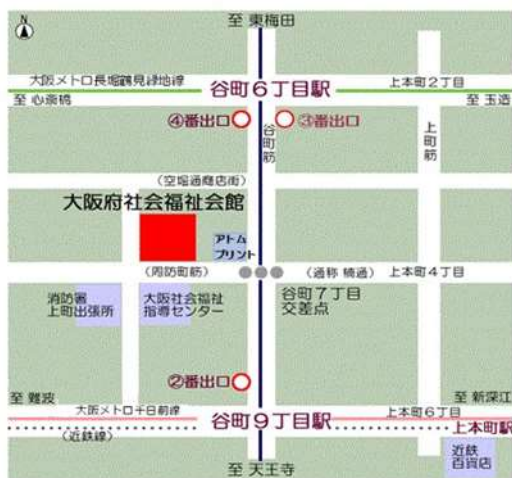 N
至 東梅田
大阪メトロ長堀鶴見緑地線
谷町6丁目駅
上本町2丁目
至 心斎橋
至 玉造
④番出口
③番出口
谷町筋
上町筋
(空堀通商店街)
大阪府社会福祉会館
アトム
プリント
(周防町筋)
(通称 楠通)
上本町4丁目
消防署
上町出張所
大阪社会福祉
指導センター
谷町7丁目
交差点
②番出口
至 難波
至 新深江
大阪メトロ千日前線
谷町9丁目駅
上本町6丁目
(近鉄線)
上本町駅
近鉄
百貨店
至 天王寺